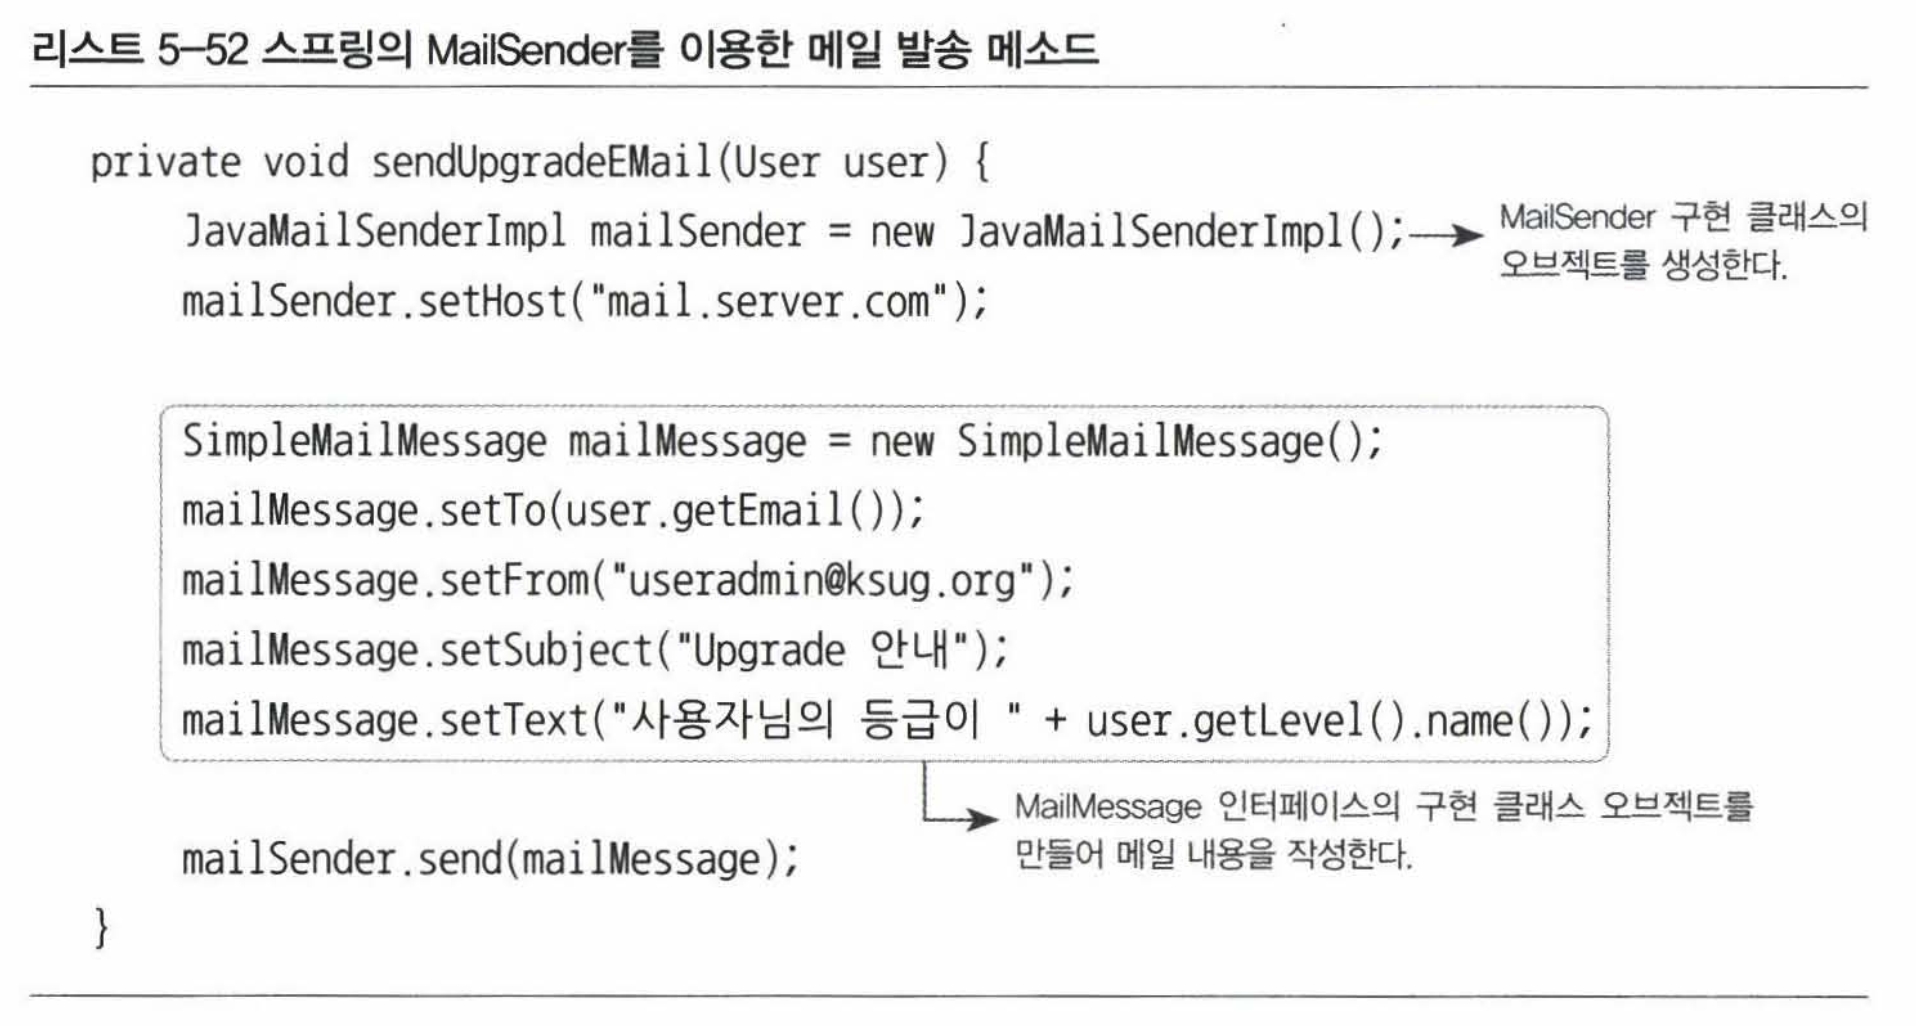 리스트 5-52 스프링의 MailSender를 이용한 메일 발송 메소드
private void sendUpgradeEMail(User user) {
JavaMailSenderImpl mailSender = new JavaMailSenderImpl();
MailSender 구현 클래스의
오브젝트를 생성한다.
mailSender.setHost("mail.server.com");
SimpleMailMessage mailMessage = new SimpleMailMessage();
mailMessage.setTo(user.getEmail());
mailMessage.setFrom("useradmin@ksug.org");
mailMessage.setSubject("Upgrade 안내");
mailMessage.setText("사용자님의 등급이 " + user.getLevel().name());
MailMessage 인터페이스의 구현 클래스 오브젝트를
만들어 메일 내용을 작성한다.
mailSender.send(mailMessage);
}